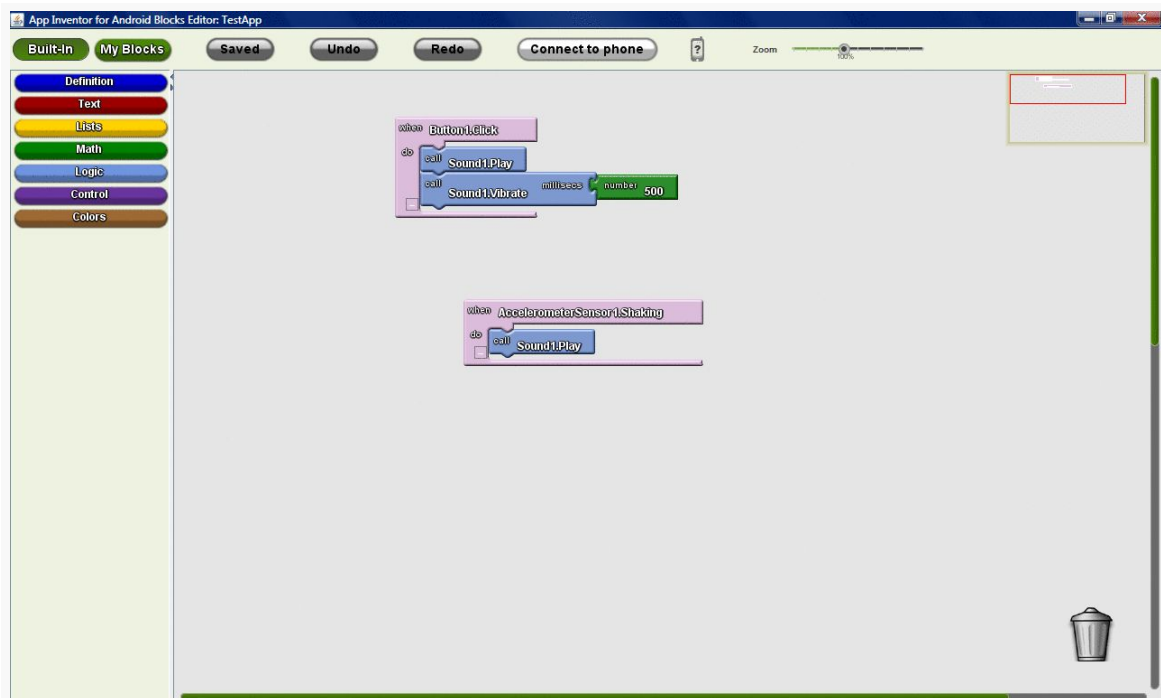 App Inventor for Android Blocks Editor: TestApp
Built-In My Blocks Saved Undo Redo Connect to phone ? Zoom
100%
Definition
Text
Lists
Math
Logic
Control
Colors
when Button1.Click
do call Sound1.Play
call Sound1.Vibrate millisecs number 500
when AccelerometerSensor1.Shaking
do call Sound1.Play